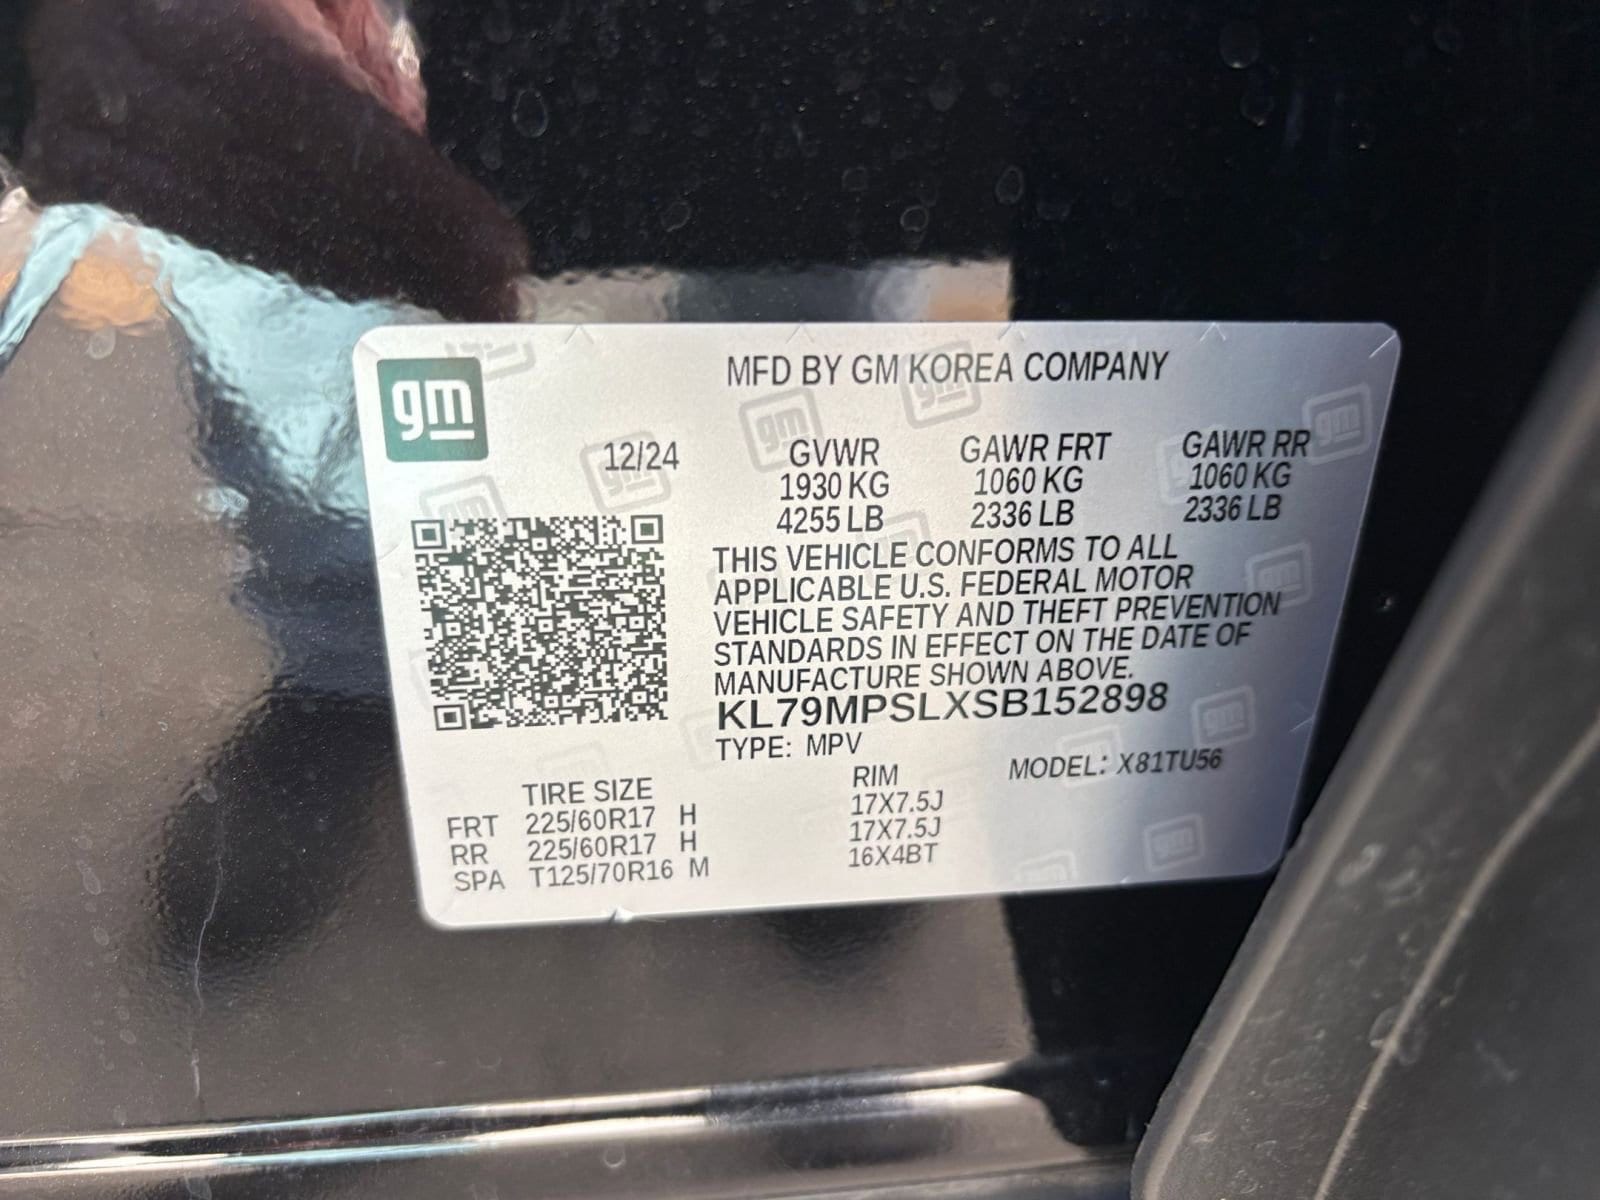 gm
MFD BY GM KOREA COMPANY
12/24 GVWR GAWR FRT GAWR RR
1930 KG 1060 KG 1060 KG
4255 LB 2336 LB 2336 LB
THIS VEHICLE CONFORMS TO ALL
APPLICABLE U.S. FEDERAL MOTOR
VEHICLE SAFETY AND THEFT PREVENTION
STANDARDS IN EFFECT ON THE DATE OF
MANUFACTURE SHOWN ABOVE.
KL79MPSLXSB152898
TYPE: MPV MODEL: X81TU56
TIRE SIZE RIM
FRT 225/60R17 H 17X7.5J
RR 225/60R17 H 17X7.5J
SPA T125/70R16 M 16X4BT